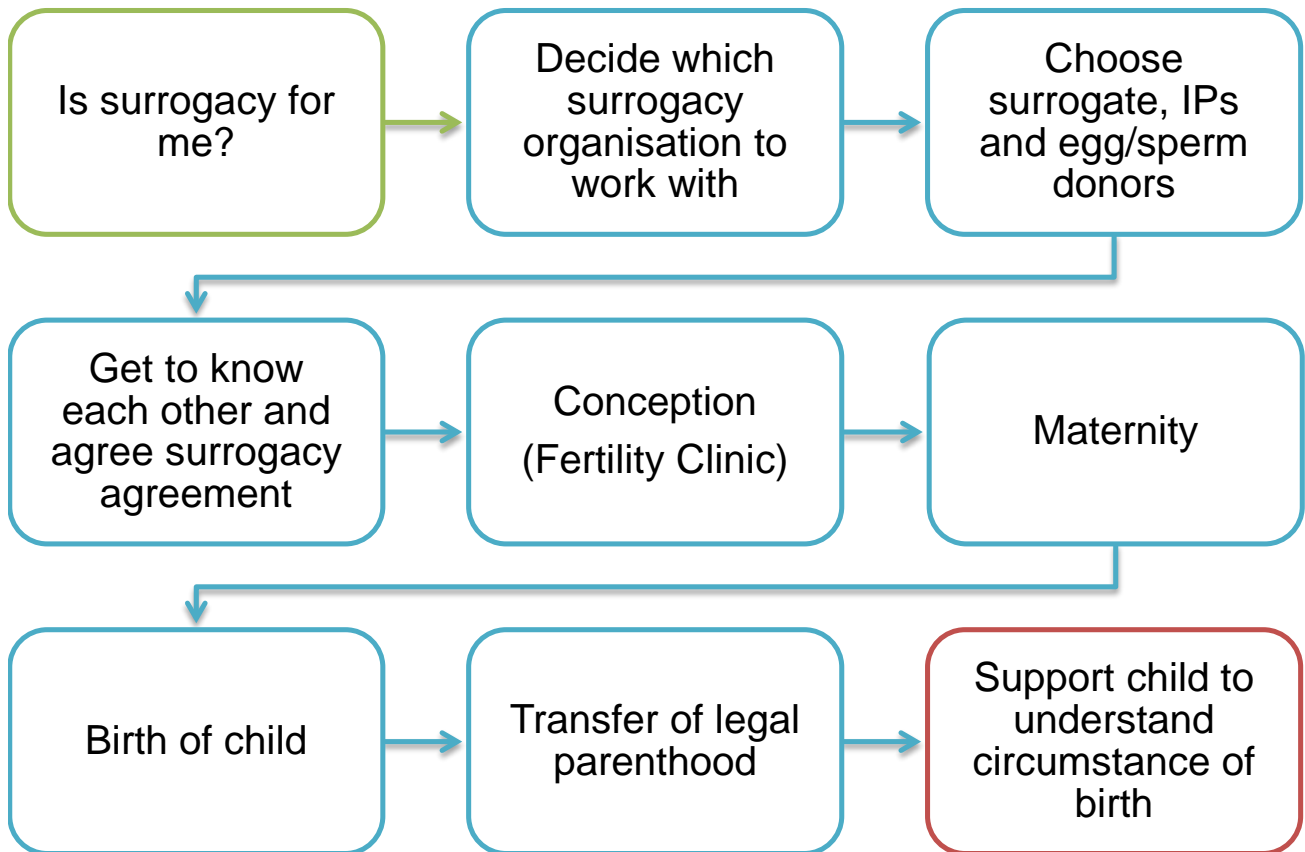 Is surrogacy for
me?
Decide which
surrogacy
organisation to
work with
Choose
surrogate, IPs
and egg/sperm
donors
Get to know
each other and
agree surrogacy
agreement
Conception
(Fertility Clinic)
Maternity
Birth of child
Transfer of legal
parenthood
Support child to
understand
circumstance of
birth